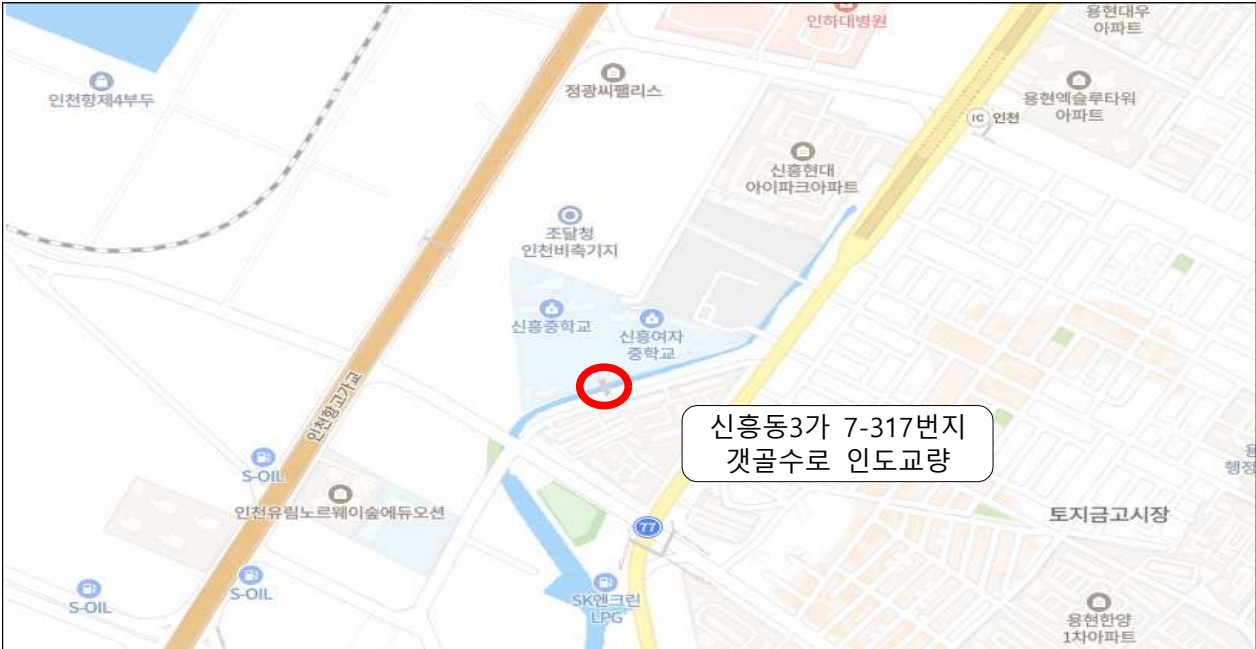 인하대병원
용현대우
아파트
인천항제4부두
정광씨팰리스
용현엑슬루타워
아파트
IC 인천
신흥현대
아이파크아파트
조달청
인천비축기지
신흥중학교
신흥여자
중학교
인천항고가교
신흥동3가 7-317번지
갯골수로 인도교량
S-OIL
행정
인천유림노르웨이숲에듀오션
토지금고시장
77
S-OIL
S-OIL
SK엔크린
LPG
용현한양
1차아파트